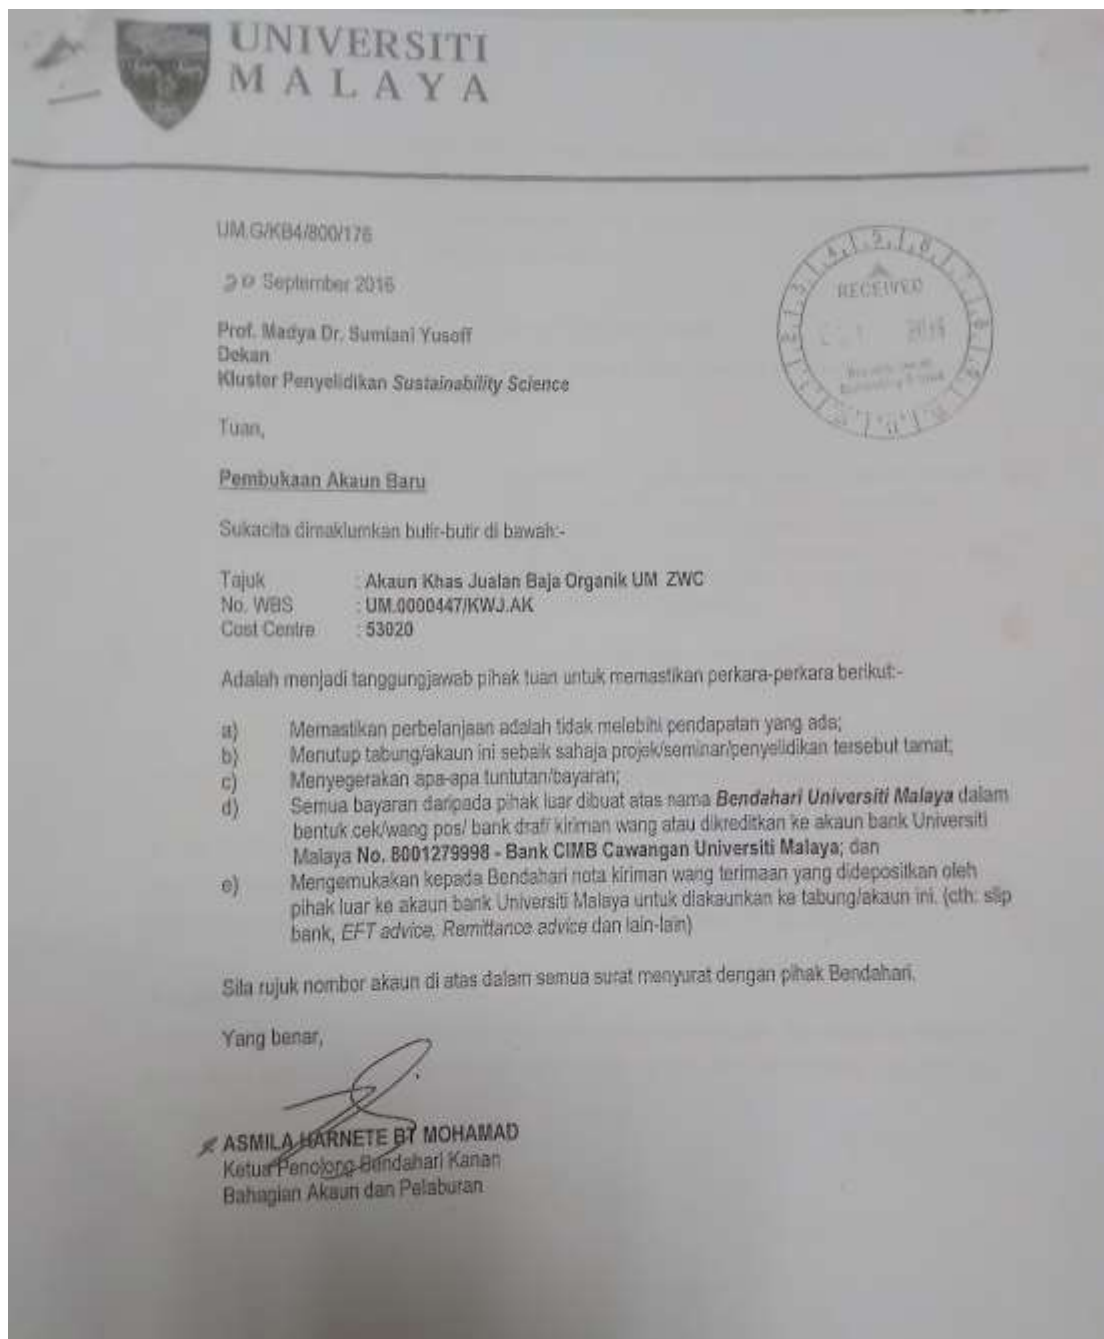 UNIVERSITI
MALAYA
UM.G/KB4/800/176
20 September 2016
RECEIVED
Prof. Madya Dr. Sumiani Yusoff
Dekan
Kluster Penyelidikan Sustainability Science
Tuan,
Pembukaan Akaun Baru
Sukacita dimaklumkan butir-butir di bawah:-
Tajuk : Akaun Khas Jualan Baja Organik UM ZWC
No. WBS : UM.0000447/KWJ.AK
Cost Centre : 53020
Adalah menjadi tanggungjawab pihak tuan untuk memastikan perkara-perkara berikut:-
a) Memastikan perbelanjaan adalah tidak melebihi pendapatan yang ada;
b) Menutup tabung/akaun ini sebaik sahaja projek/seminar/penyelidikan tersebut tamat;
c) Menyegerakan apa-apa tuntutan/bayaran;
d) Semua bayaran daripada pihak luar dibuat atas nama Bendahari Universiti Malaya dalam
bentuk cek/wang pos/ bank draf/ kiriman wang atau dikreditkan ke akaun bank Universiti
Malaya No. 8001279998 - Bank CIMB Cawangan Universiti Malaya; dan
e) Mengemukakan kepada Bendahari nota kiriman wang terimaan yang didepositkan oleh
pihak luar ke akaun bank Universiti Malaya untuk diakaunkan ke tabung/akaun ini. (cth: slip
bank, EFT advice, Remittance advice dan lain-lain)
Sila rujuk nombor akaun di atas dalam semua surat menyurat dengan pihak Bendahari.
Yang benar,
ASMILA HARNETE BT MOHAMAD
Ketua Penolong Bendahari Kanan
Bahagian Akaun dan Pelaburan